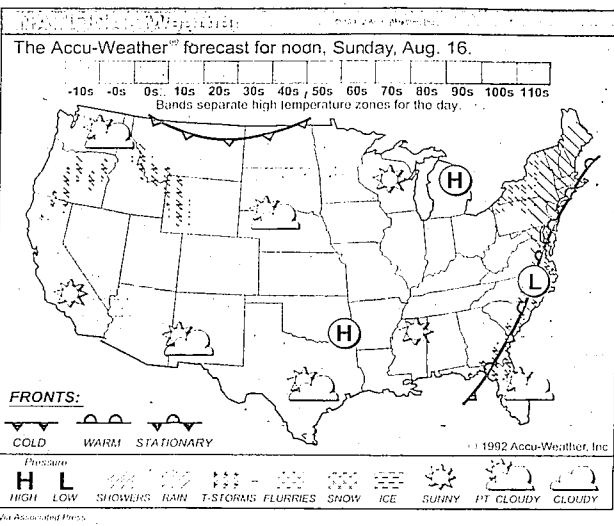 The Accu-Weather® forecast for noon, Sunday, Aug. 16.
-10s -0s 0s 10s 20s 30s 40s 50s 60s 70s 80s 90s 100s 110s
Bands separate high temperature zones for the day.
H
H
L
FRONTS:
COLD WARM STATIONARY
© 1992 Accu-Weather, Inc
Pressure
H L
HIGH LOW SHOWERS RAIN T-STORMS FLURRIES SNOW ICE SUNNY PT CLOUDY CLOUDY
Via Associated Press